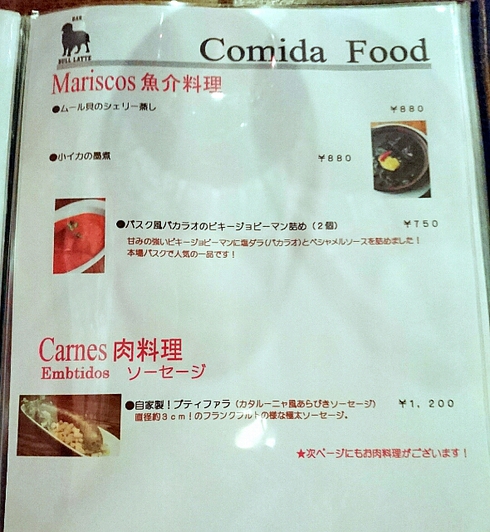 BAR
BULL LATTE
Comida Food
Mariscos 魚介料理
●ムール貝のシェリー蒸し ¥880
●小イカの墨煮 ¥880
●バスク風バカラオのピキージョピーマン詰め（2個） ¥750
甘みの強いピキージョピーマンに塩ダラ(バカラオ)とベシャメルソースを詰めました！
本場バスクで人気の一品です！
Carnes 肉料理
Embtidos ソーセージ
●自家製！ブティファラ（カタルーニャ風あらびきソーセージ） ¥1,200
直径約3cm！のフランクフルトの様な極太ソーセージ。
★次ページにもお肉料理がございます！